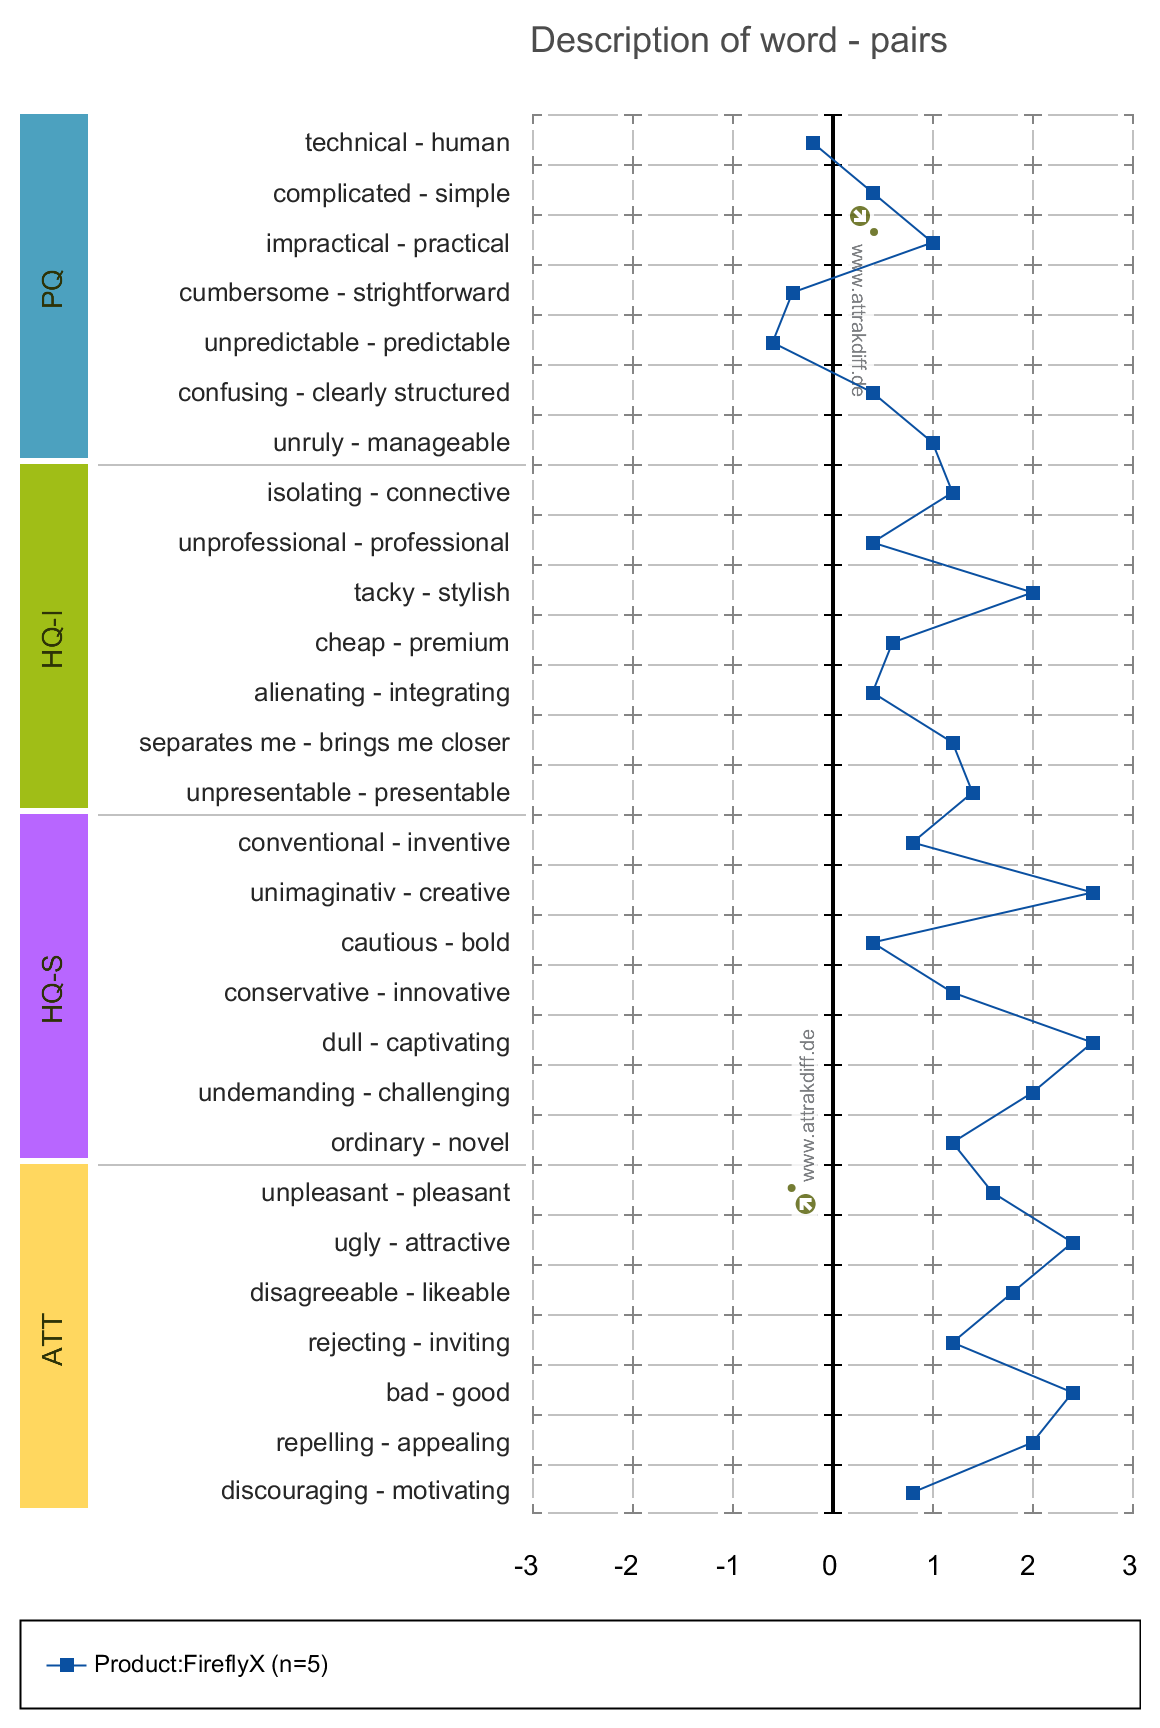 Description of word - pairs
PQ
technical - human
complicated - simple
impractical - practical
cumbersome - strightforward
unpredictable - predictable
confusing - clearly structured
unruly - manageable
www.attrakdiff.de
HQ-I
isolating - connective
unprofessional - professional
tacky - stylish
cheap - premium
alienating - integrating
separates me - brings me closer
unpresentable - presentable
HQ-S
conventional - inventive
unimaginativ - creative
cautious - bold
conservative - innovative
dull - captivating
undemanding - challenging
ordinary - novel
www.attrakdiff.de
ATT
unpleasant - pleasant
ugly - attractive
disagreeable - likeable
rejecting - inviting
bad - good
repelling - appealing
discouraging - motivating
-3 -2 -1 0 1 2 3
Product:FireflyX (n=5)